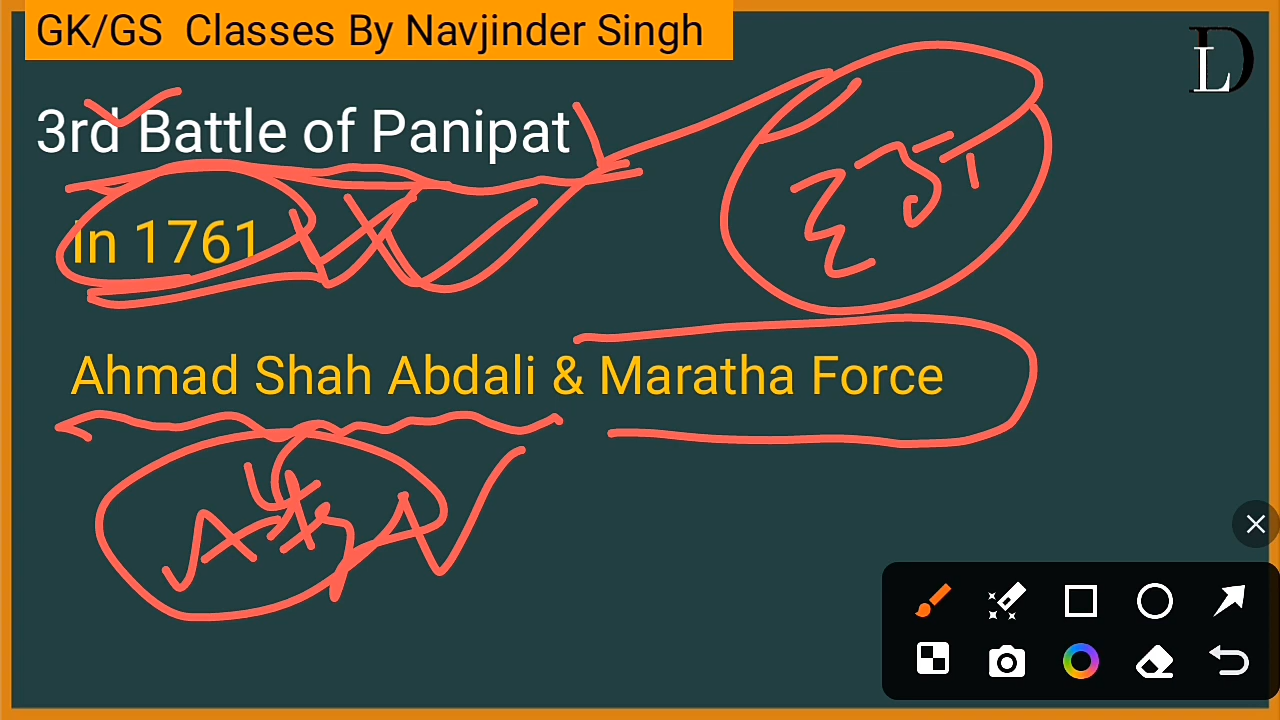 GK/GS Classes By Navjinder Singh
3rd Battle of Panipat
in 1761
Ahmad Shah Abdali & Maratha Force